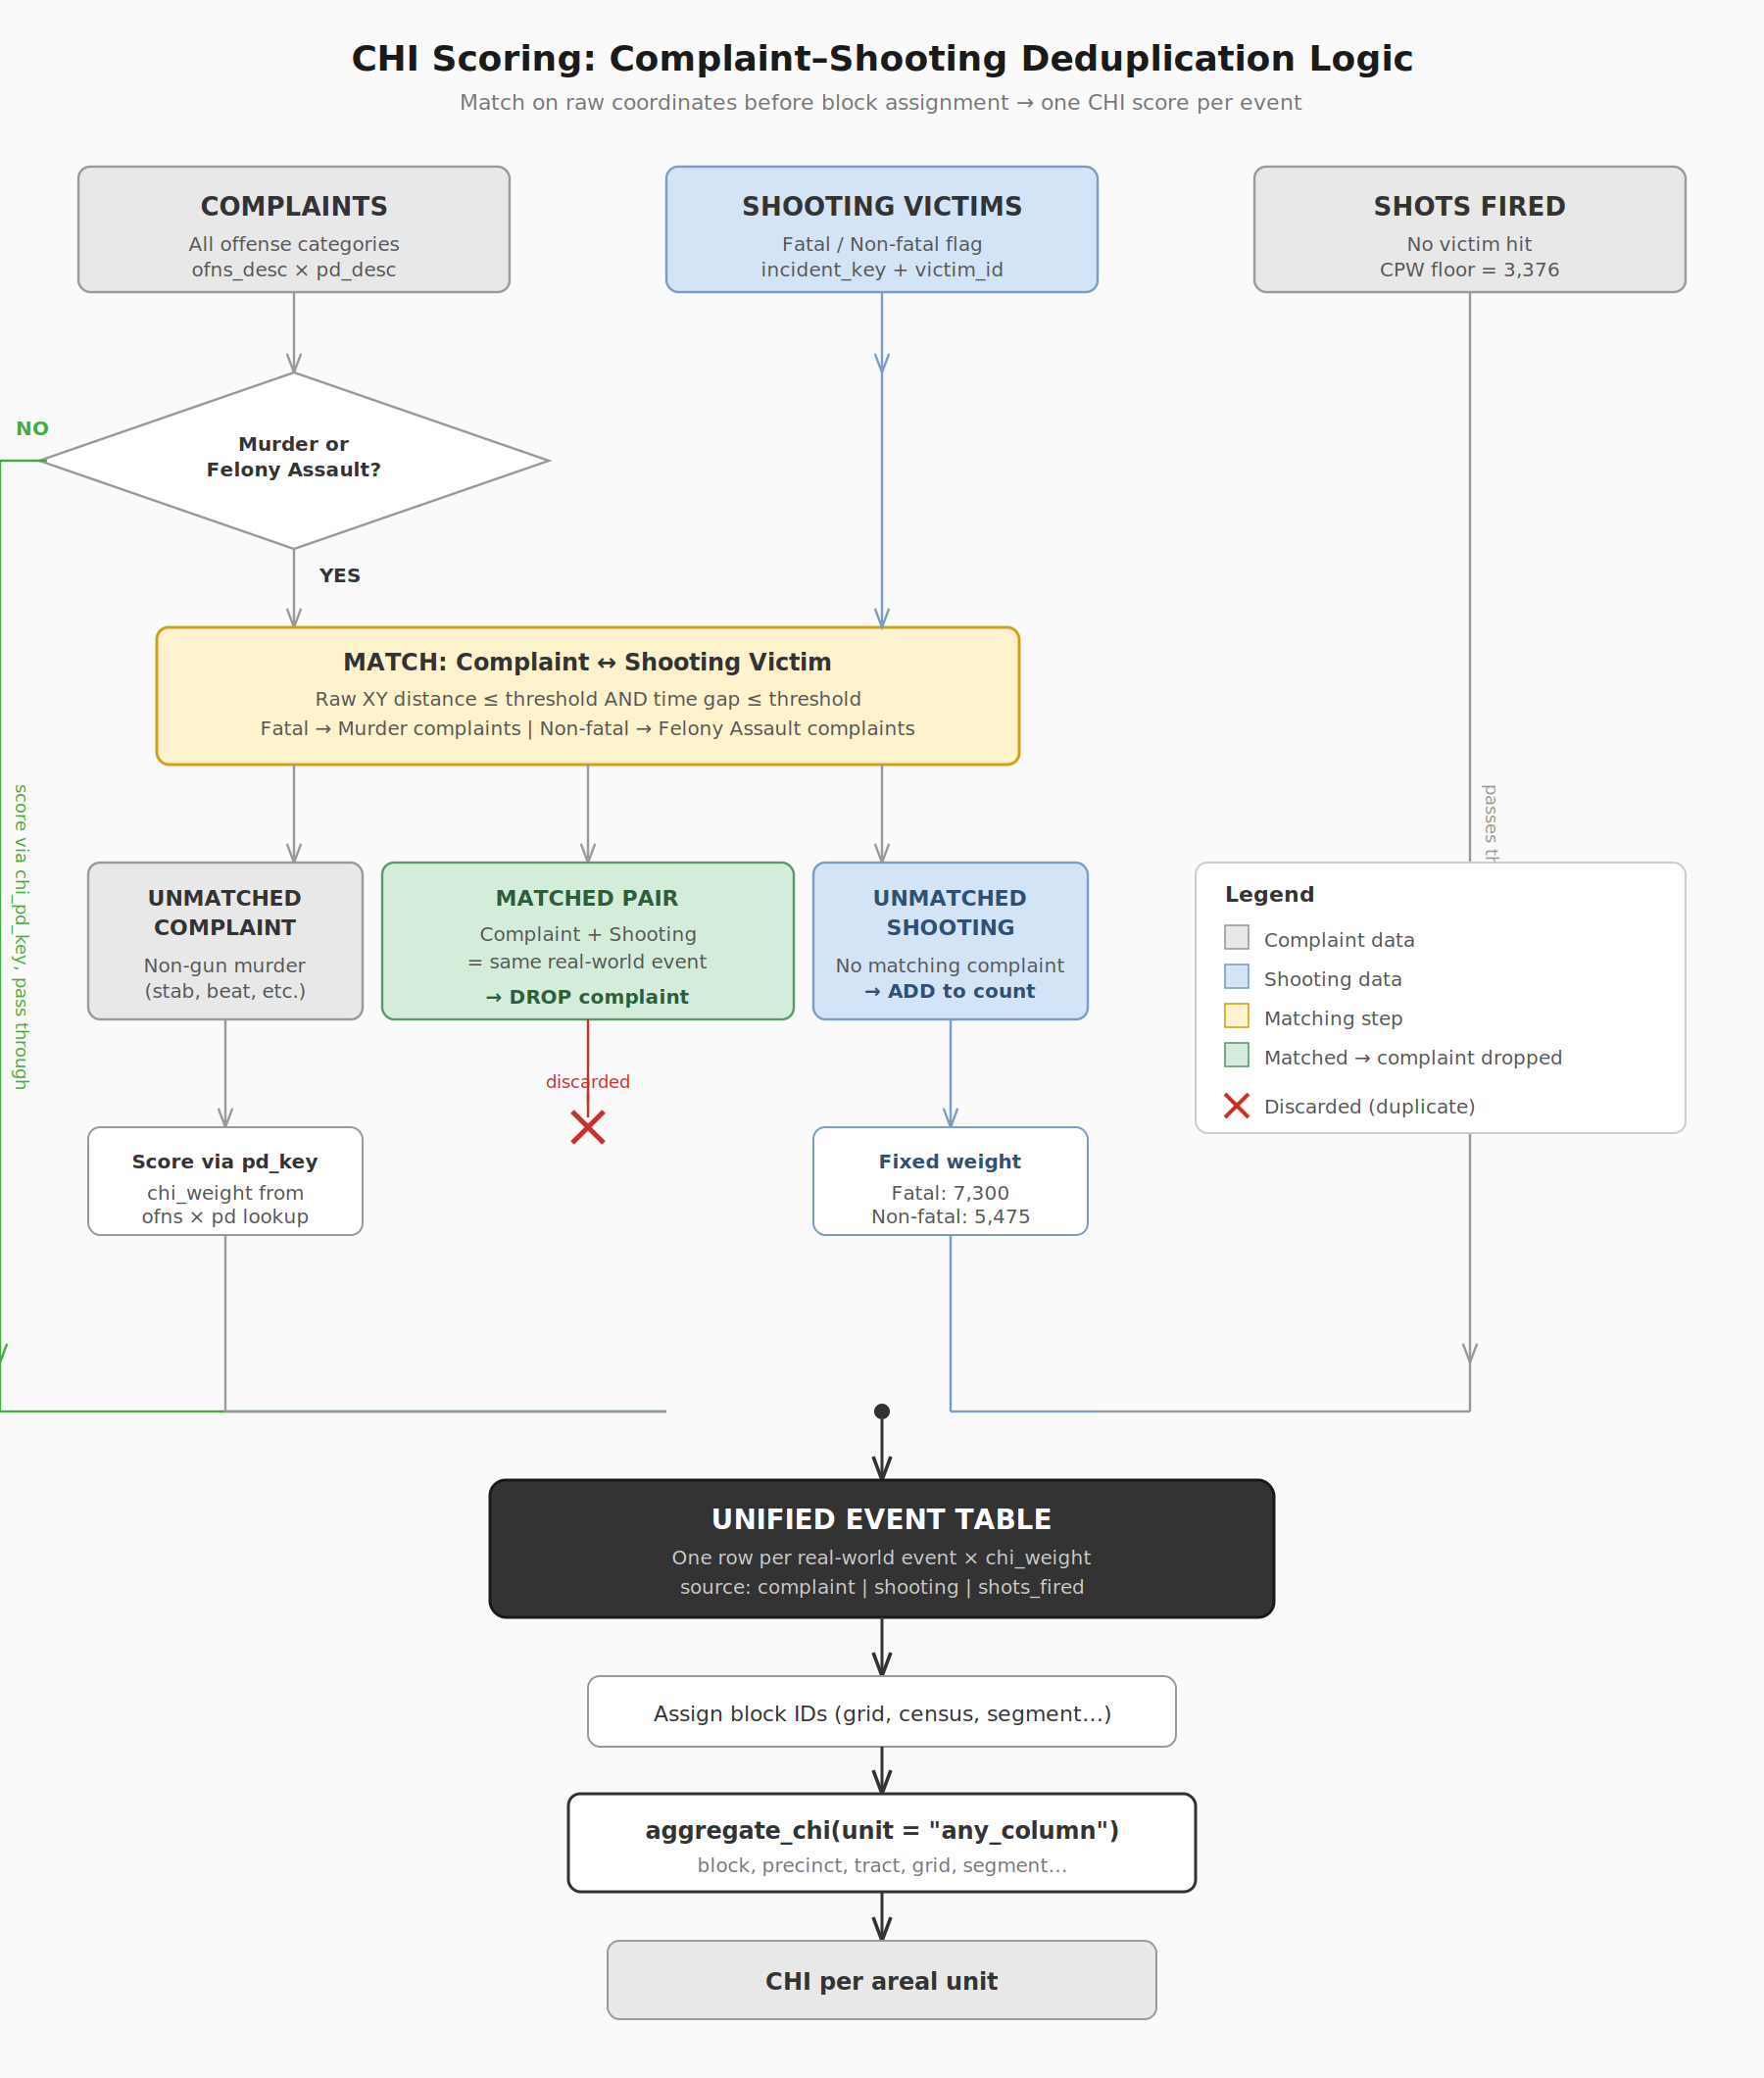 CHI Scoring: Complaint–Shooting Deduplication Logic
Match on raw coordinates before block assignment → one CHI score per event
COMPLAINTS
All offense categories
ofns_desc × pd_desc
SHOOTING VICTIMS
Fatal / Non-fatal flag
incident_key + victim_id
SHOTS FIRED
No victim hit
CPW floor = 3,376
NO
Murder or
Felony Assault?
YES
MATCH: Complaint ↔ Shooting Victim
Raw XY distance ≤ threshold AND time gap ≤ threshold
Fatal → Murder complaints | Non-fatal → Felony Assault complaints
score via chi_pd_key, pass through
passes
UNMATCHED
COMPLAINT
Non-gun murder
(stab, beat, etc.)
MATCHED PAIR
Complaint + Shooting
= same real-world event
→ DROP complaint
UNMATCHED
SHOOTING
No matching complaint
→ ADD to count
Legend
Complaint data
Shooting data
Matching step
Matched → complaint dropped
Discarded (duplicate)
discarded
Score via pd_key
chi_weight from
ofns × pd lookup
Fixed weight
Fatal: 7,300
Non-fatal: 5,475
UNIFIED EVENT TABLE
One row per real-world event × chi_weight
source: complaint | shooting | shots_fired
Assign block IDs (grid, census, segment…)
aggregate_chi(unit = "any_column")
block, precinct, tract, grid, segment…
CHI per areal unit